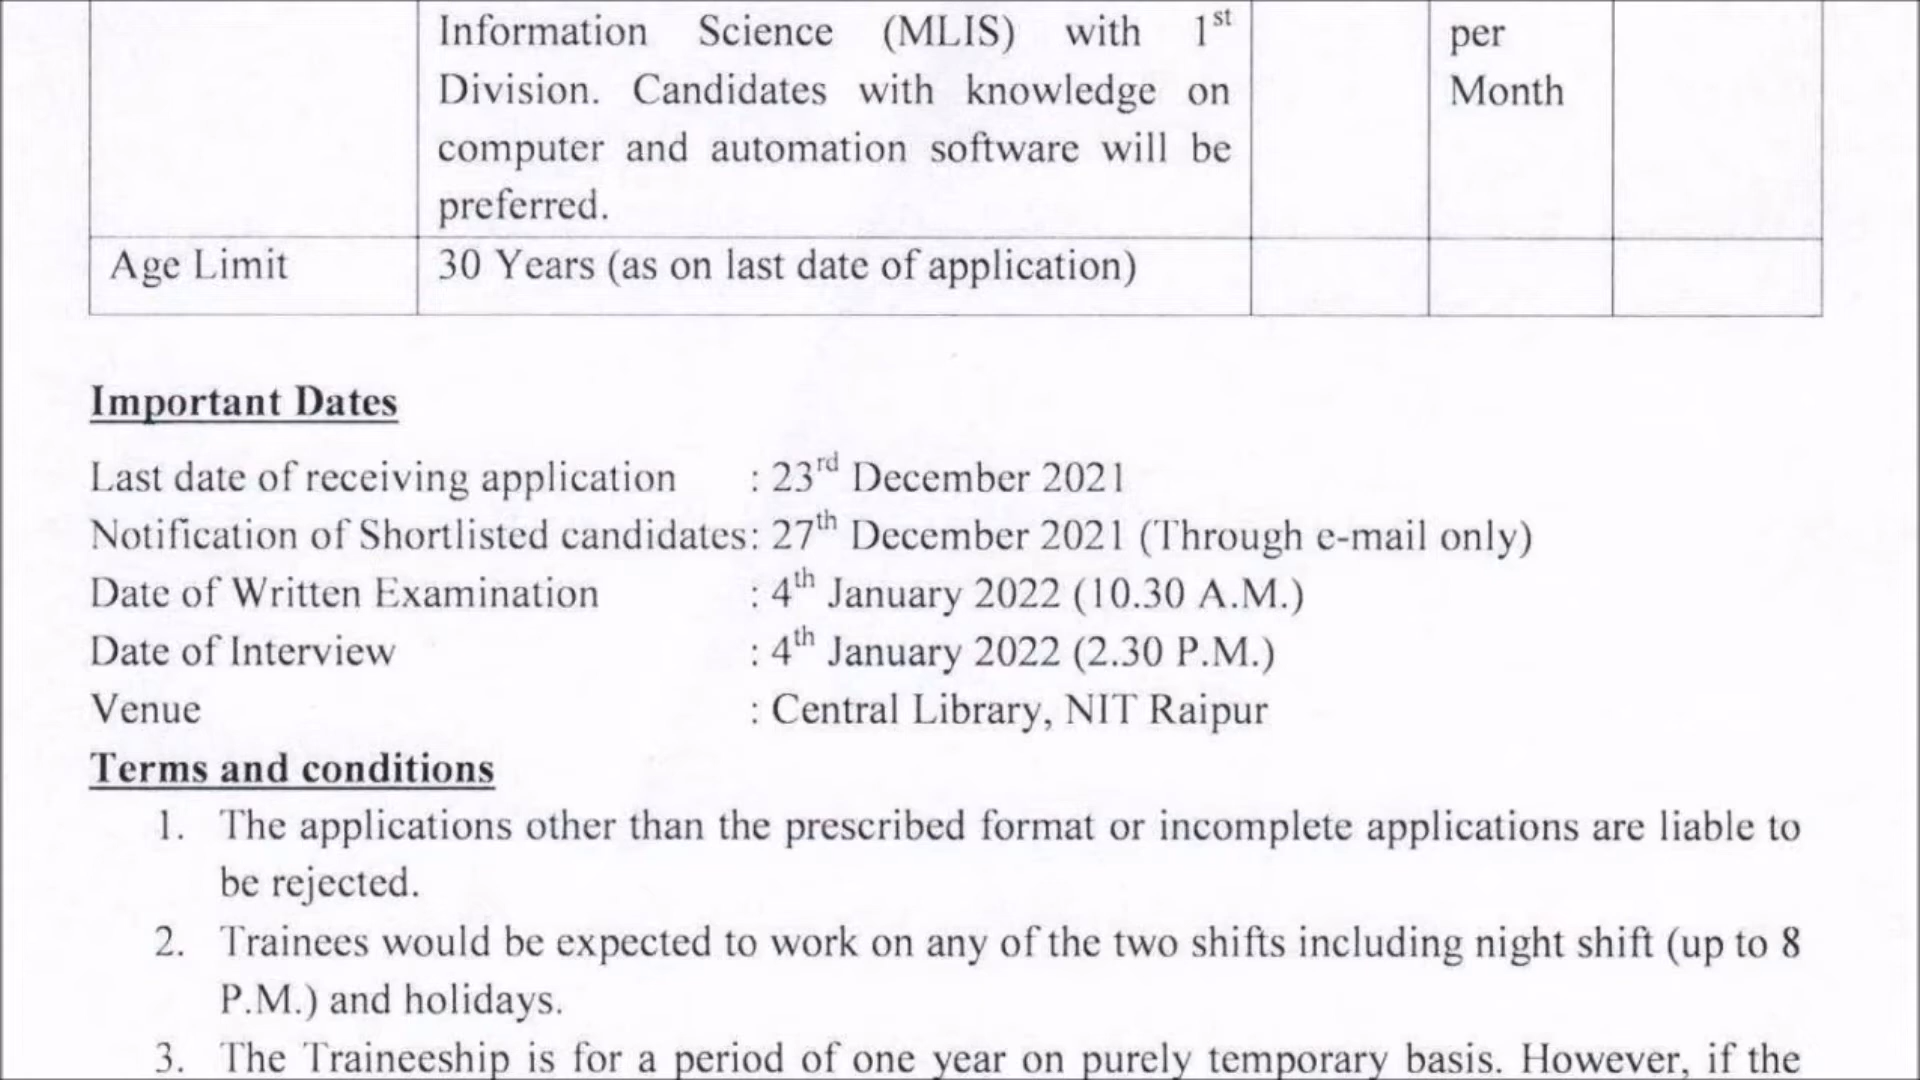 Information Science (MLIS) with 1st per
Division. Candidates with knowledge on Month
computer and automation software will be
preferred.
Age Limit 30 Years (as on last date of application)
Important Dates
Last date of receiving application : 23rd December 2021
Notification of Shortlisted candidates: 27th December 2021 (Through e-mail only)
Date of Written Examination : 4th January 2022 (10.30 A.M.)
Date of Interview : 4th January 2022 (2.30 P.M.)
Venue : Central Library, NIT Raipur
Terms and conditions
1. The applications other than the prescribed format or incomplete applications are liable to
be rejected.
2. Trainees would be expected to work on any of the two shifts including night shift (up to 8
P.M.) and holidays.
3. The Traineeship is for a period of one year on purely temporary basis. However, if the